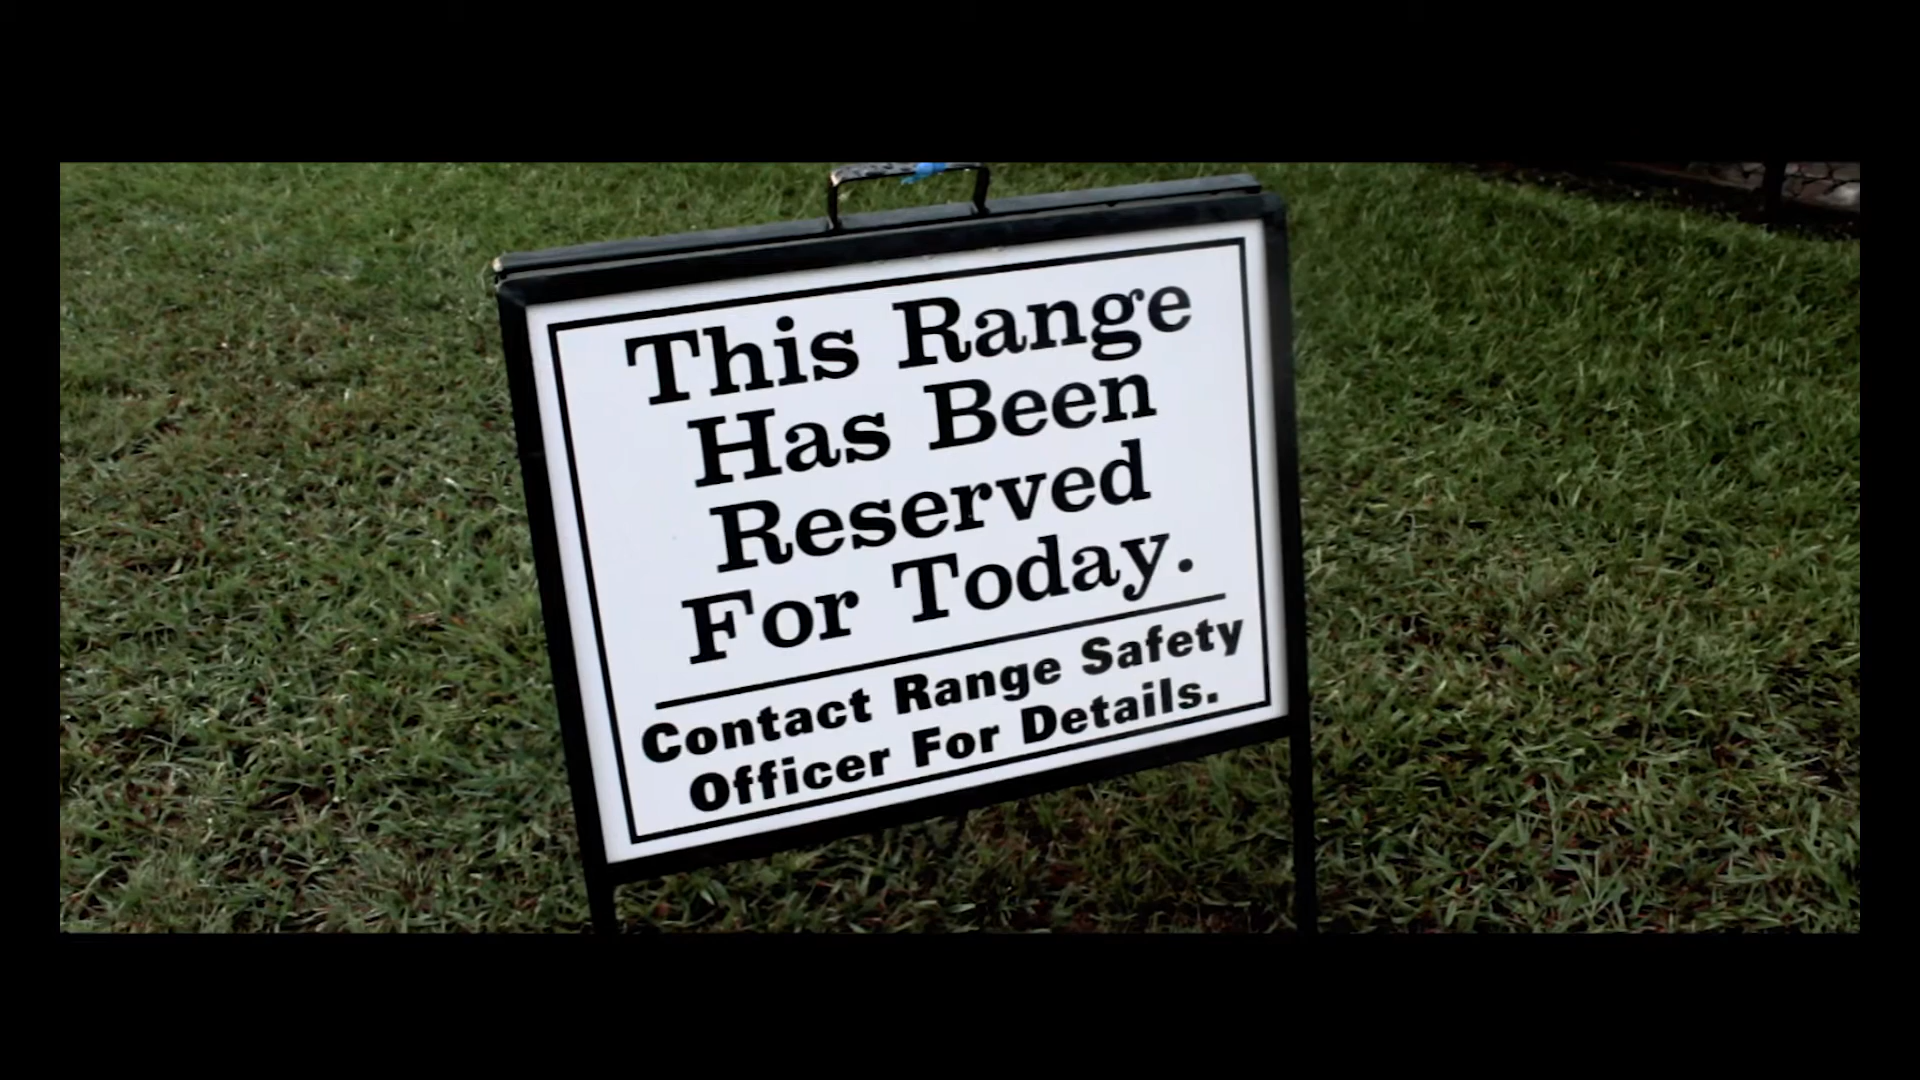 This Range
Has Been
Reserved
For Today.
Contact Range Safety
Officer For Details.